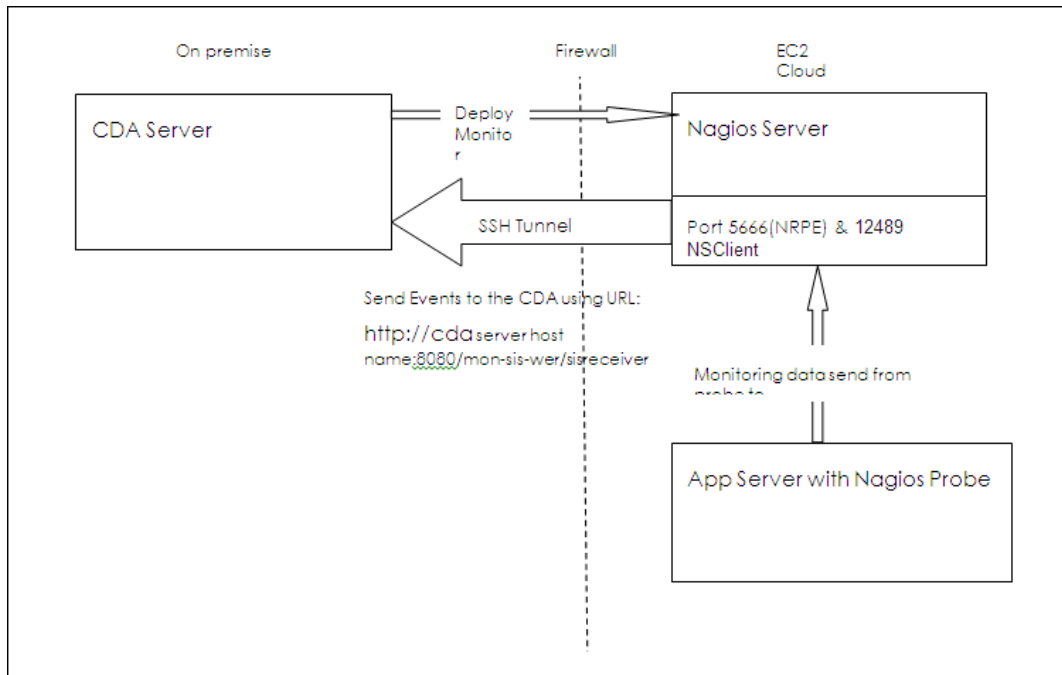 On premise
Firewall
EC2
Cloud
CDA Server
Deploy
Monito
r
Nagios Server
SSH Tunnel
Port 5666(NRPE) & 12489
NSClient
Send Events to the CDA using URL:
http://cda server host
name:8080/mon-sis-wer/sisreceiver
Monitoring data send from
probe to
App Server with Nagios Probe